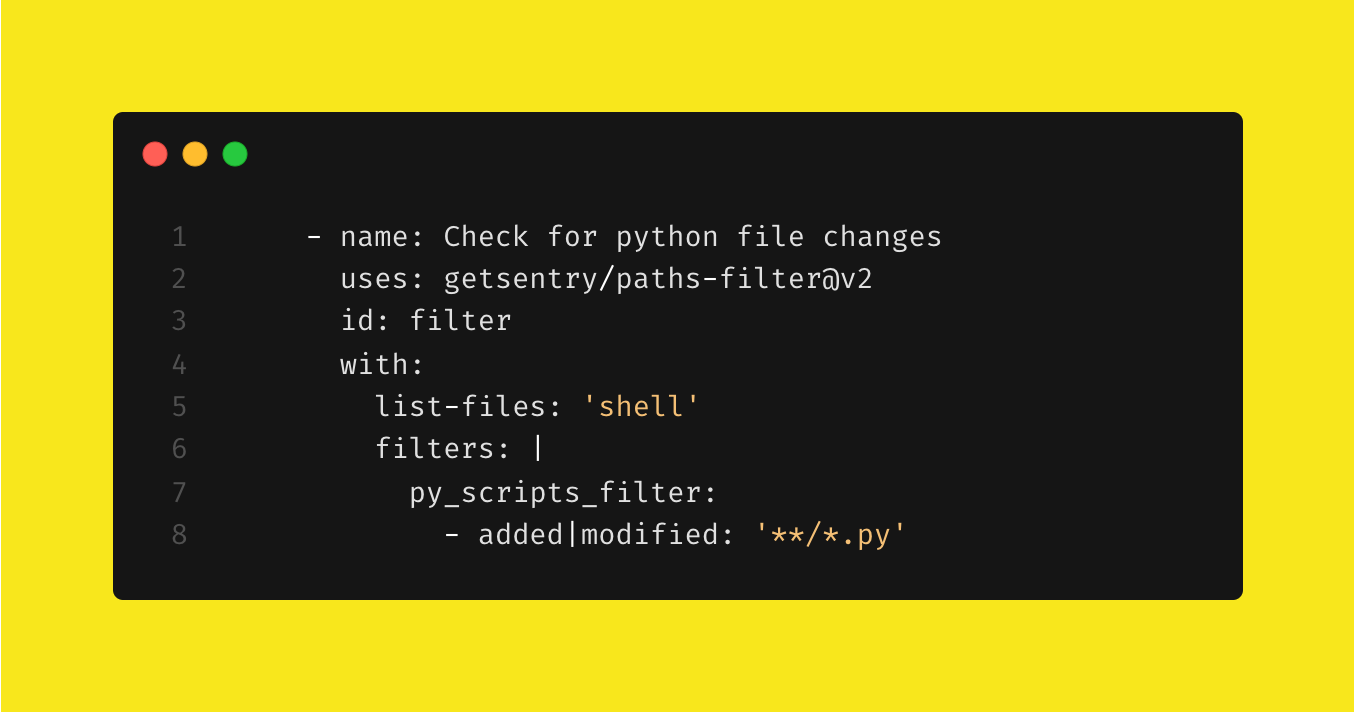 1 - name: Check for python file changes
2 uses: getsentry/paths-filter@v2
3 id: filter
4 with:
5 list-files: 'shell'
6 filters: |
7 py_scripts_filter:
8 - added|modified: '**/*.py'